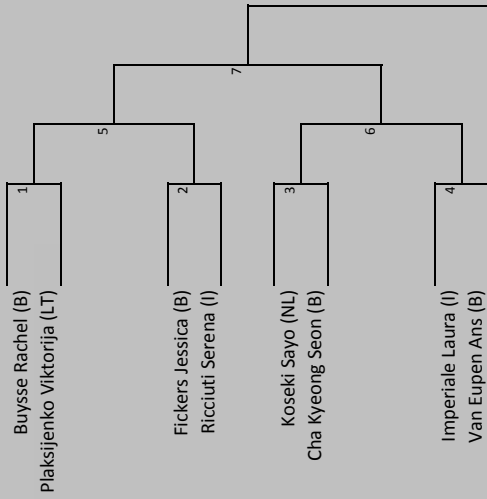 Buysse Rachel (B)
Plaksijenko Viktorija (LT)
Fickers Jessica (B)
Ricciuti Serena (I)
Koseki Sayo (NL)
Cha Kyeong Seon (B)
Imperiale Laura (I)
Van Eupen Ans (B)
1
2
3
4
5
6
7